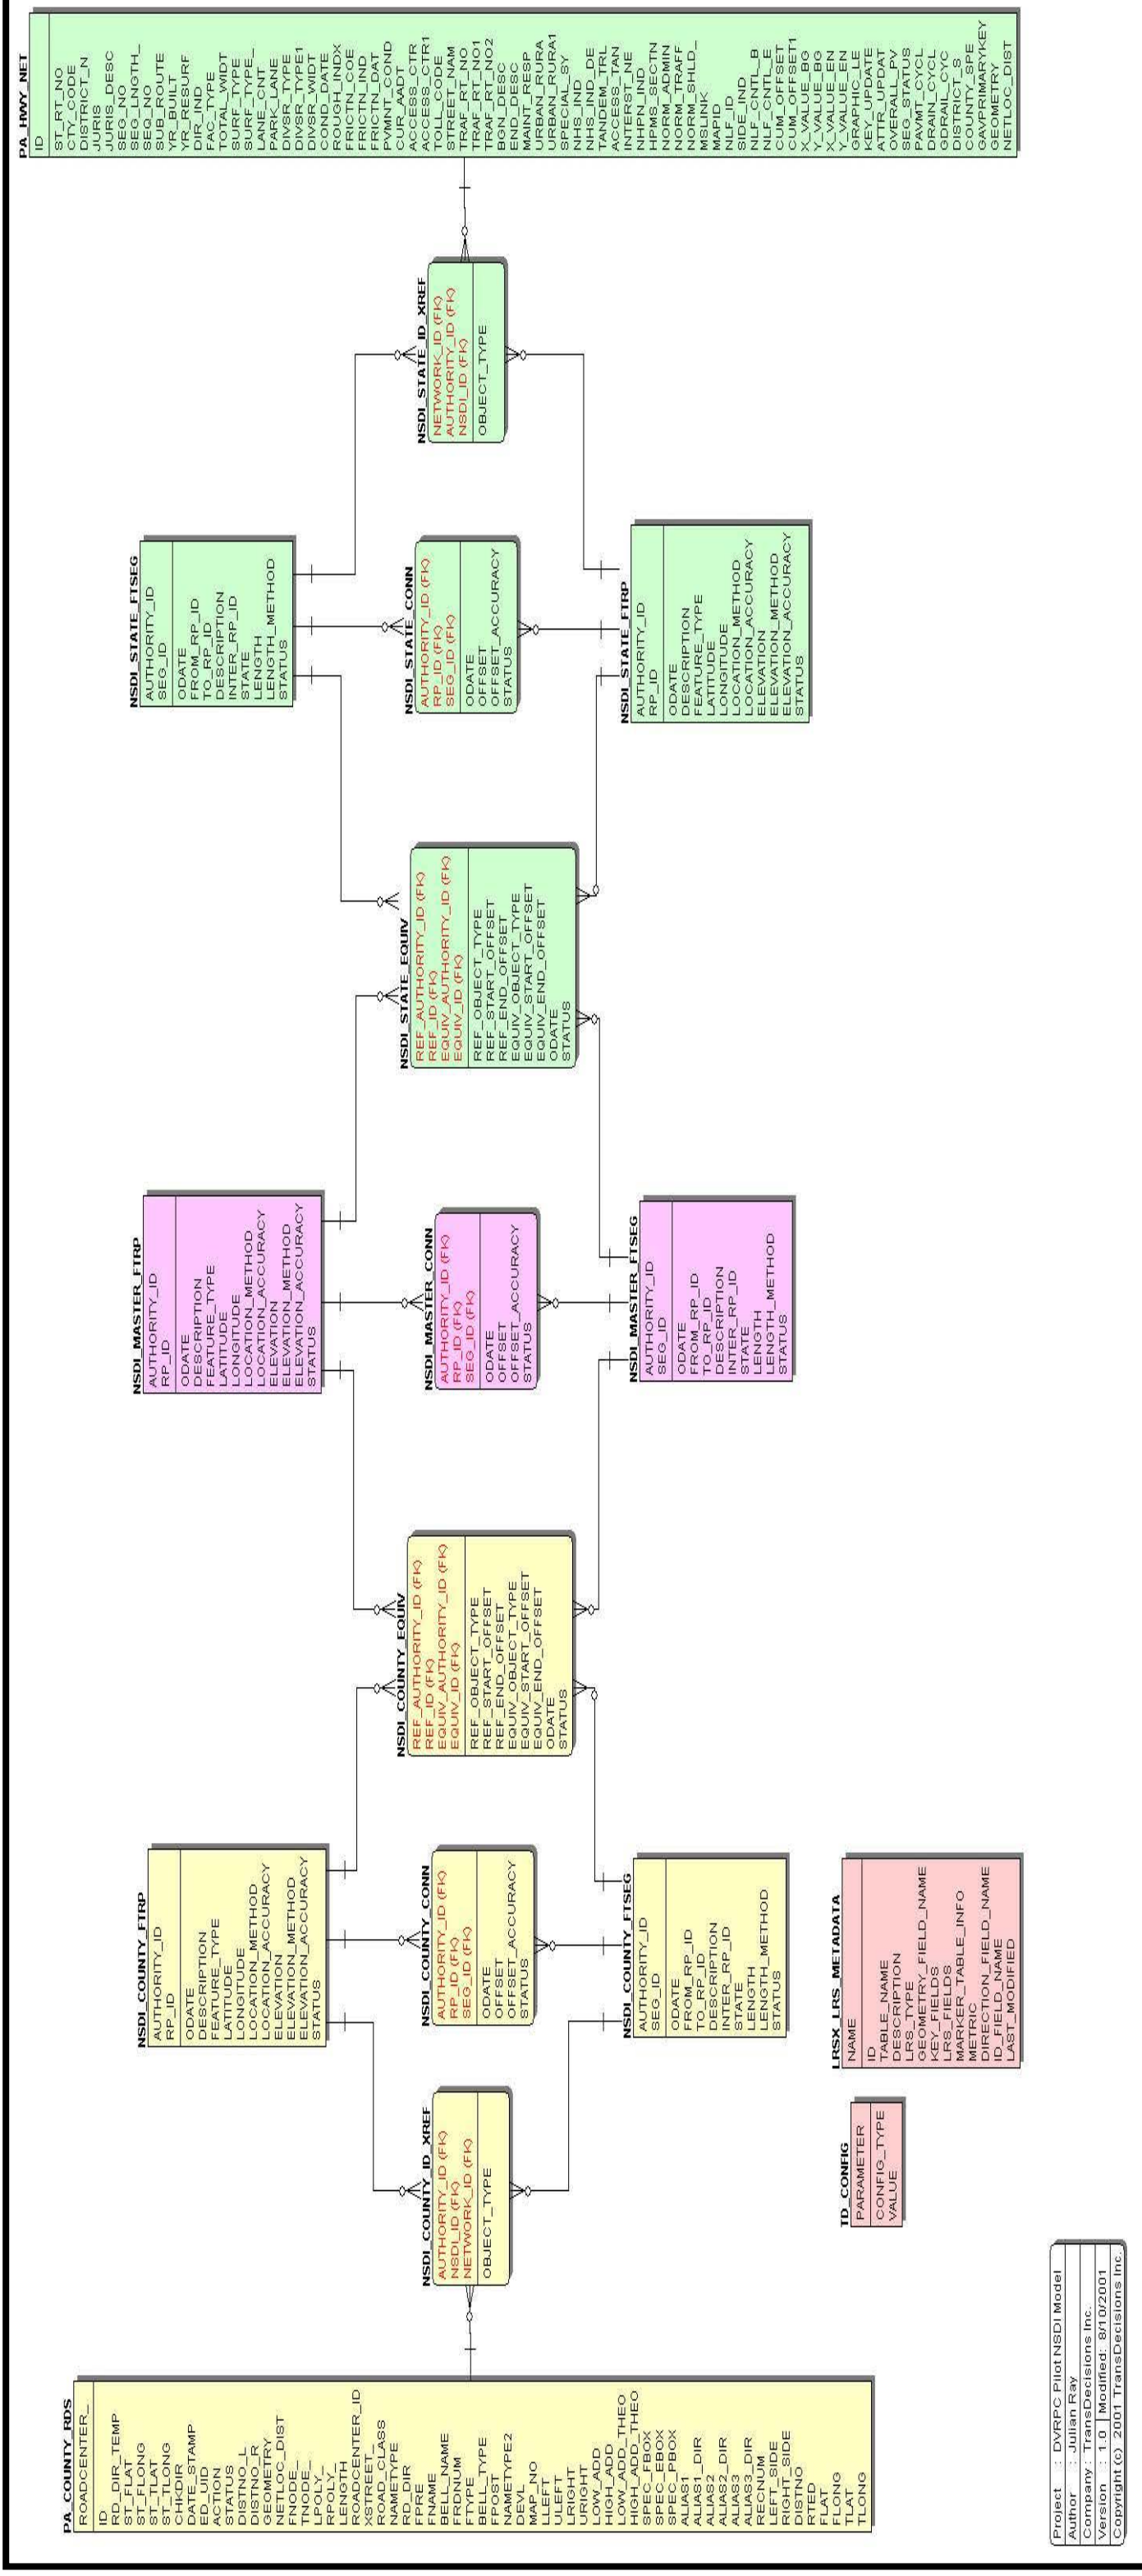 PA_COUNTY_RDS
ROADCENTER_
ID
RD_DIR_TEMP
ST_FLAT
ST_FLONG
ST_TLAT
ST_TLONG
CHKDIR
DATE_STAMP
ED_UID
ACTION
STATUS
DISTNO_L
DISTNO_R
GEOMETRY
NETLOC_DIST
FNODE_
TNODE_
LPOLY_
RPOLY_
LENGTH
ROADCENTER_ID
XSTREET_
ROAD_CLASS
NAMETYPE
RD_DIR
FPRE
FNAME
BELL_NAME
FRDNUM
FTYPE
BELL_TYPE
FPOST
NAMETYPE2
DEVL
MAP_NO
LLEFT
ULEFT
LRIGHT
URIGHT
LOW_ADD
HIGH_ADD
LOW_ADD_THEO
HIGH_ADD_THEO
SPEC_FBOX
SPEC_EBOX
SPEC_PBOX
ALIAS1
ALIAS1_DIR
ALIAS2
ALIAS2_DIR
ALIAS3
ALIAS3_DIR
RECNUM
LEFT_SIDE
RIGHT_SIDE
DISTNO
RTID
FLAT
FLONG
TLAT
TLONG
NSDI_COUNTY_ID_XREF
AUTHORITY_ID (FK)
NSDI_ID (FK)
NETWORK_ID (FK)
OBJECT_TYPE
NSDI_COUNTY_FTRP
AUTHORITY_ID
RP_ID
ODATE
DESCRIPTION
FEATURE_TYPE
LATITUDE
LONGITUDE
LOCATION_METHOD
LOCATION_ACCURACY
ELEVATION
ELEVATION_METHOD
ELEVATION_ACCURACY
STATUS
NSDI_COUNTY_CONN
AUTHORITY_ID (FK)
RP_ID (FK)
SEG_ID (FK)
ODATE
OFFSET
OFFSET_ACCURACY
STATUS
NSDI_COUNTY_FTSEG
AUTHORITY_ID
SEG_ID
ODATE
FROM_RP_ID
TO_RP_ID
DESCRIPTION
INTER_RP_ID
STATE
LENGTH
LENGTH_METHOD
STATUS
NSDI_COUNTY_EQUIV
REF_AUTHORITY_ID (FK)
REF_ID (FK)
EQUIV_AUTHORITY_ID (FK)
EQUIV_ID (FK)
REF_OBJECT_TYPE
REF_START_OFFSET
REF_END_OFFSET
EQUIV_OBJECT_TYPE
EQUIV_START_OFFSET
EQUIV_END_OFFSET
ODATE
STATUS
NSDI_MASTER_FTRP
AUTHORITY_ID
RP_ID
ODATE
DESCRIPTION
FEATURE_TYPE
LATITUDE
LONGITUDE
LOCATION_METHOD
LOCATION_ACCURACY
ELEVATION
ELEVATION_METHOD
ELEVATION_ACCURACY
STATUS
NSDI_MASTER_CONN
AUTHORITY_ID (FK)
RP_ID (FK)
SEG_ID (FK)
ODATE
OFFSET
OFFSET_ACCURACY
STATUS
NSDI_MASTER_FTSEG
AUTHORITY_ID
SEG_ID
ODATE
FROM_RP_ID
TO_RP_ID
DESCRIPTION
INTER_RP_ID
STATE
LENGTH
LENGTH_METHOD
STATUS
NSDI_STATE_EQUIV
REF_AUTHORITY_ID (FK)
REF_ID (FK)
EQUIV_AUTHORITY_ID (FK)
EQUIV_ID (FK)
REF_OBJECT_TYPE
REF_START_OFFSET
REF_END_OFFSET
EQUIV_OBJECT_TYPE
EQUIV_START_OFFSET
EQUIV_END_OFFSET
ODATE
STATUS
NSDI_STATE_FTSEG
AUTHORITY_ID
SEG_ID
ODATE
FROM_RP_ID
TO_RP_ID
DESCRIPTION
INTER_RP_ID
STATE
LENGTH
LENGTH_METHOD
STATUS
NSDI_STATE_CONN
AUTHORITY_ID (FK)
RP_ID (FK)
SEG_ID (FK)
ODATE
OFFSET
OFFSET_ACCURACY
STATUS
NSDI_STATE_FTRP
AUTHORITY_ID
RP_ID
ODATE
DESCRIPTION
FEATURE_TYPE
LATITUDE
LONGITUDE
LOCATION_METHOD
LOCATION_ACCURACY
ELEVATION
ELEVATION_METHOD
ELEVATION_ACCURACY
STATUS
NSDI_STATE_ID_XREF
NETWORK_ID (FK)
AUTHORITY_ID (FK)
NSDI_ID (FK)
OBJECT_TYPE
PA_HWY_NET
ID
ST_RT_NO
CTY_CODE
DISTRICT_N
JURIS
JURIS_DESC
SEG_NO
SEG_LNGTH_
SEQ_NO
SUB_ROUTE
YR_BUILT
YR_RESURF
DIR_IND
FAC_TYPE
TOTAL_WIDT
SURF_TYPE
SURF_TYPE_
LANE_CNT
PARK_LANE
DIVSR_TYPE
DIVSR_TYPE1
DIVSR_WIDT
COND_DATE
ROUGH_INDX
FRICTN_COE
FRICTN_IND
FRICTN_DAT
PVMNT_COND
CUR_AADT
ACCESS_CTR
ACCESS_CTR1
TOLL_CODE
STREET_NAM
TRAF_RT_NO
TRAF_RT_NO1
TRAF_RT_NO2
BGN_DESC
END_DESC
MAINT_RESP
URBAN_RURA
URBAN_RURA1
SPECIAL_SY
NHS_IND
NHS_IND_DE
TANDEM_TRL
ACCESS_TAN
INTERST_NE
NHPN_IND
HPMS_SECTN
NORM_ADMIN
NORM_TRAFF
NORM_SHLD_
MSLINK
MAPID
NLF_ID
SIDE_IND
NLF_CNTL_B
NLF_CNTL_E
CUM_OFFSET
CUM_OFFSET1
X_VALUE_BG
Y_VALUE_BG
X_VALUE_EN
Y_VALUE_EN
GRAPHIC_LE
KEY_UPDATE
ATTR_UPDAT
OVERALL_PV
SEG_STATUS
PAVMT_CYCL
DRAIN_CYCL
GDRAIL_CYC
DISTRICT_S
COUNTY_SPE
GAVPRIMARYKEY
GEOMETRY
NETLOC_DIST
TD_CONFIG
PARAMETER
CONFIG_TYPE
VALUE
LRSX_LRS_METADATA
NAME
ID
TABLE_NAME
DESCRIPTION
LRS_TYPE
GEOMETRY_FIELD_NAME
KEY_FIELDS
LRS_FIELDS
MARKER_TABLE_INFO
METRIC
DIRECTION_FIELD_NAME
ID_FIELD_NAME
LAST_MODIFIED
Project : DVRPC Pilot NSDI Model
Author : Julian Ray
Company : TransDecisions Inc.
Version : 1.0 Modified: 8/10/2001
Copyright (c) 2001 TransDecisions Inc.